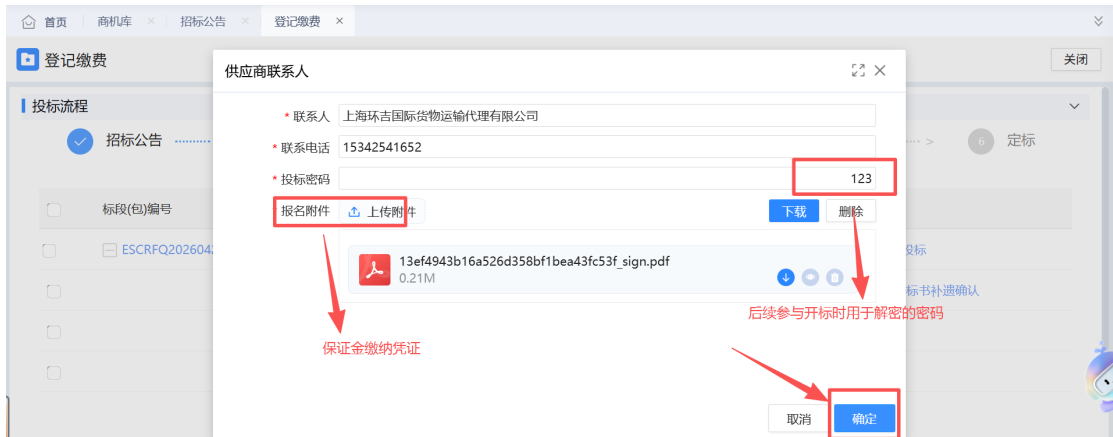 首页 商机库 × 招标公告 × 登记缴费 ×
登记缴费 关闭
供应商联系人
投标流程
* 联系人 上海环吉国际货物运输代理有限公司
招标公告 > 6 定标
* 联系电话 15342541652
* 投标密码 123
标段(包)编号 报名附件 上传附件 下载 删除
ESCRFQ202604 投标
13ef4943b16a526d358bf1bea43fc53f_sign.pdf
0.21M
标书补遗确认
后续参与开标时用于解密的密码
保证金缴纳凭证
取消 确定